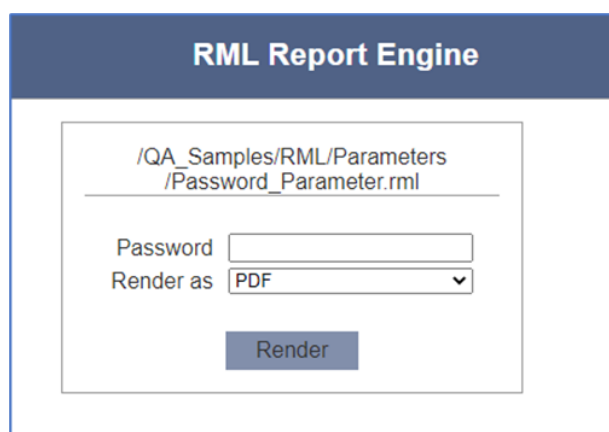 RML Report Engine
/QA_Samples/RML/Parameters
/Password_Parameter.rml
Password
Render as PDF
Render